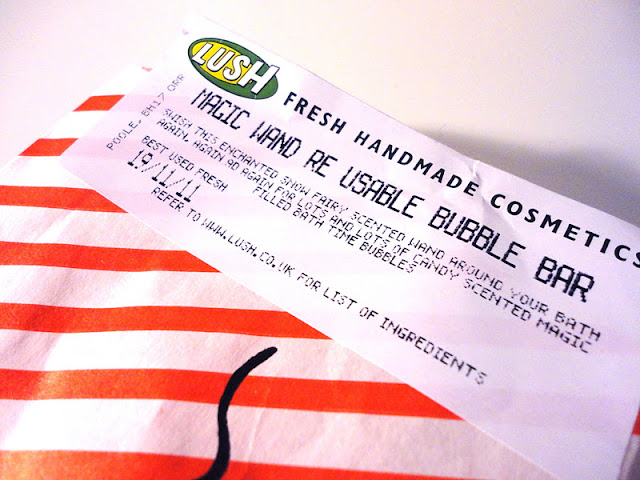 LUSH
FRESH HANDMADE COSMETICS
POOLE, BH17 0RR
MAGIC WAND RE USABLE BUBBLE BAR
SWISH THIS ENCHANTED SNOW FAIRY SCENTED WAND AROUND YOUR BATH
AGAIN, AGAIN AD AGAIN FOR LOTS AND LOTS OF CANDY SCENTED MAGIC
FILLED BATH TIME BUBBLES
BEST USED FRESH
19/11/11
REFER TO WWW.LUSH.CO.UK FOR LIST OF INGREDIENTS